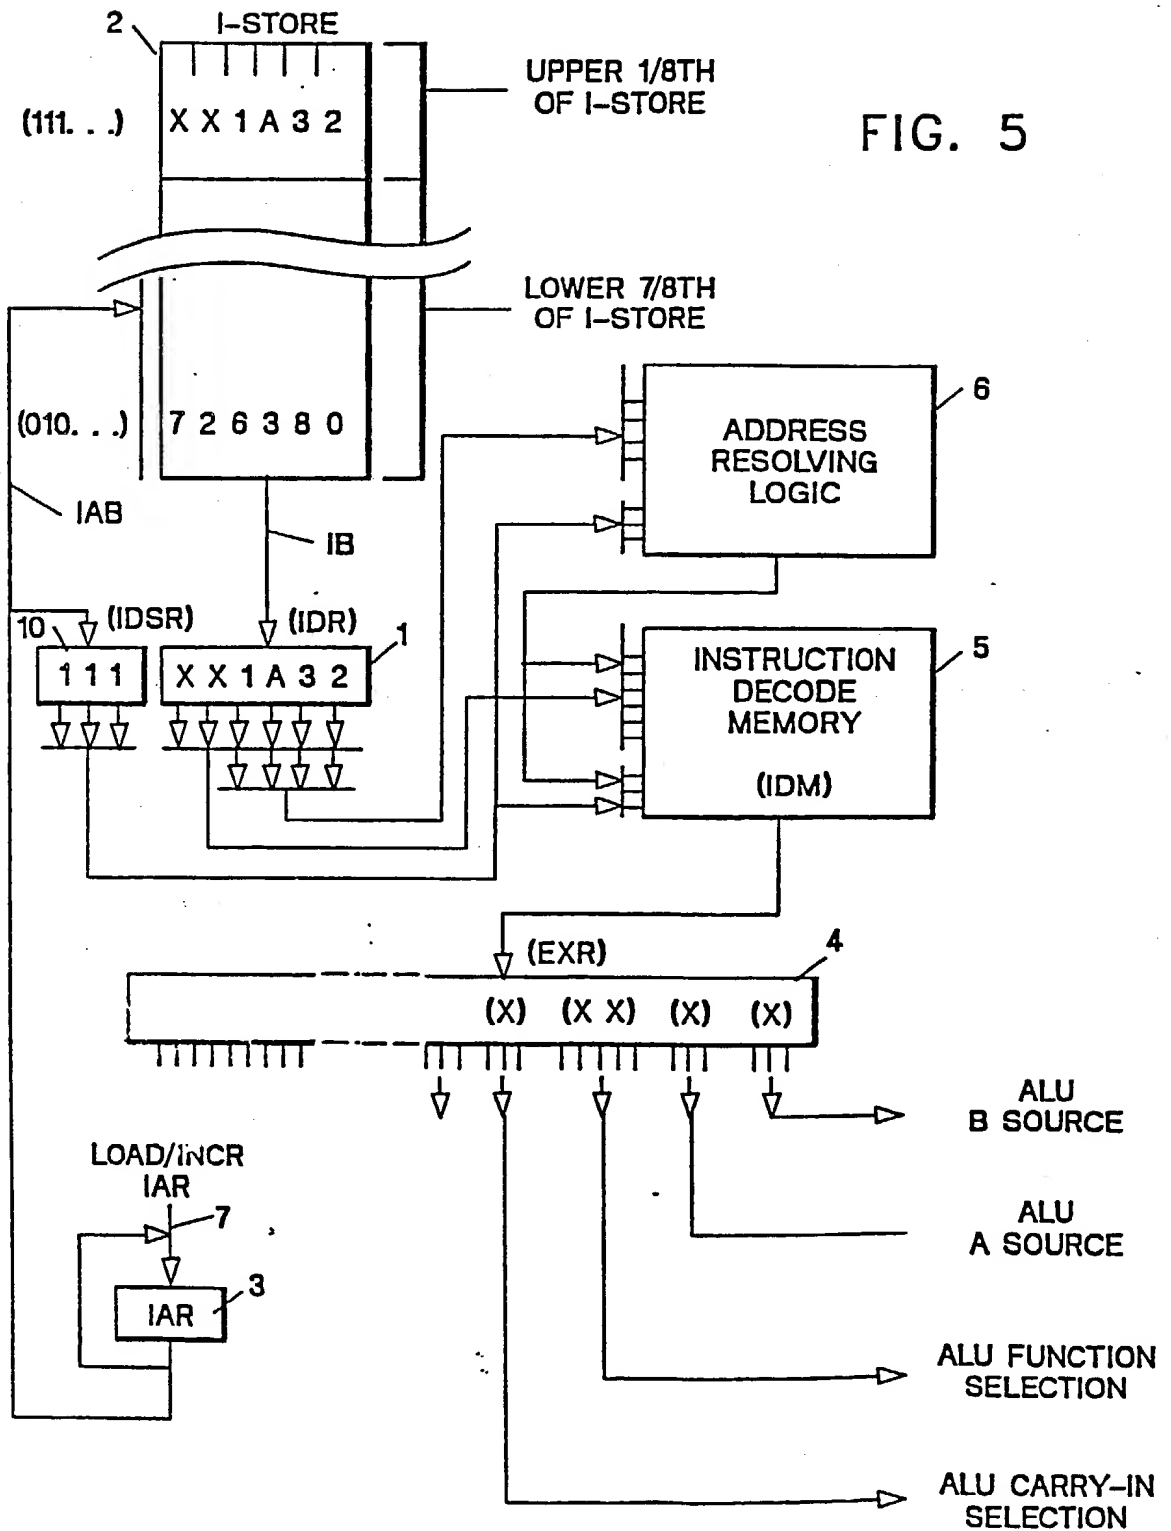 I-STORE
2
UPPER 1/8TH
OF I-STORE
(111. . .)
X X 1 A 3 2
FIG. 5
LOWER 7/8TH
OF I-STORE
(010. . .)
7 2 6 3 8 0
6
ADDRESS
RESOLVING
LOGIC
IAB
IB
10
(IDSR)
(IDR)
1
1 1 1
X X 1 A 3 2
5
INSTRUCTION
DECODE
MEMORY
(IDM)
(EXR)
4
(X) (X X) (X) (X)
ALU
B SOURCE
LOAD/INCR
IAR
7
ALU
A SOURCE
IAR
3
ALU FUNCTION
SELECTION
ALU CARRY-IN
SELECTION